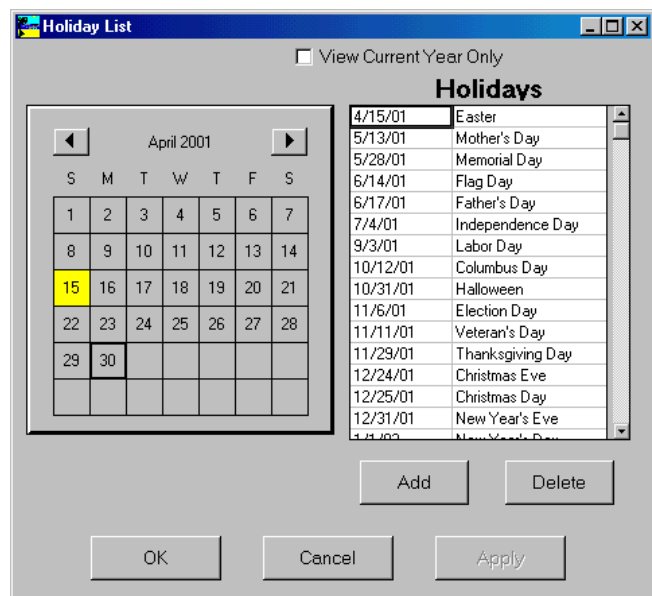 Holiday List
View Current Year Only
Holidays
April 2001
S M T W T F S
1 2 3 4 5 6 7
8 9 10 11 12 13 14
15 16 17 18 19 20 21
22 23 24 25 26 27 28
29 30
4/15/01 Easter
5/13/01 Mother's Day
5/28/01 Memorial Day
6/14/01 Flag Day
6/17/01 Father's Day
7/4/01 Independence Day
9/3/01 Labor Day
10/12/01 Columbus Day
10/31/01 Halloween
11/6/01 Election Day
11/11/01 Veteran's Day
11/29/01 Thanksgiving Day
12/24/01 Christmas Eve
12/25/01 Christmas Day
12/31/01 New Year's Eve
1/1/02 New Year's Day
Add Delete
OK Cancel Apply